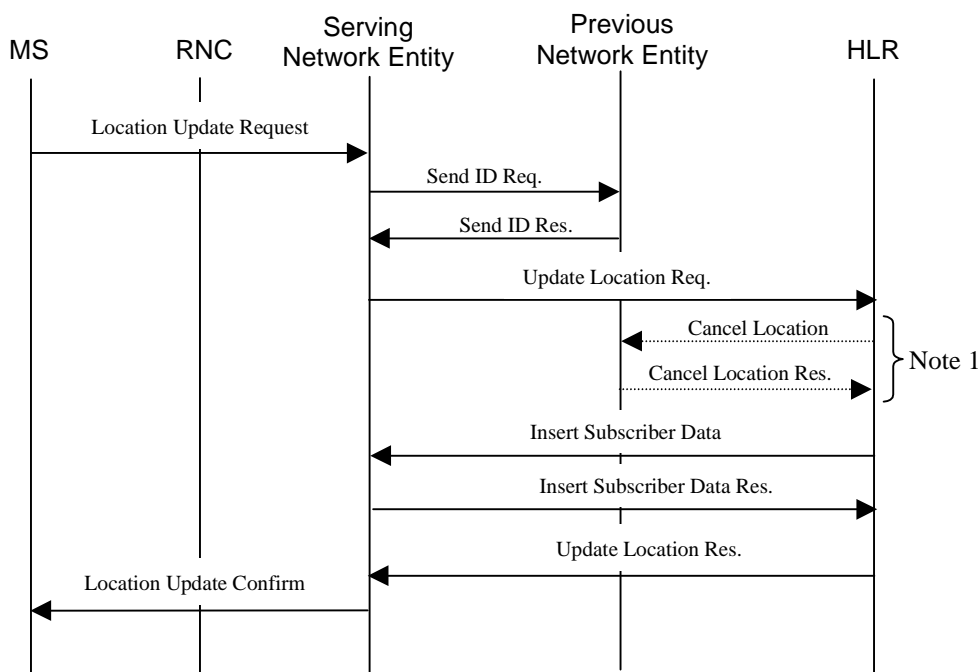 MS
RNC
Serving
Network Entity
Previous
Network Entity
HLR
Location Update Request
Send ID Req.
Send ID Res.
Update Location Req.
Cancel Location
Cancel Location Res.
Note 1
Insert Subscriber Data
Insert Subscriber Data Res.
Update Location Res.
Location Update Confirm